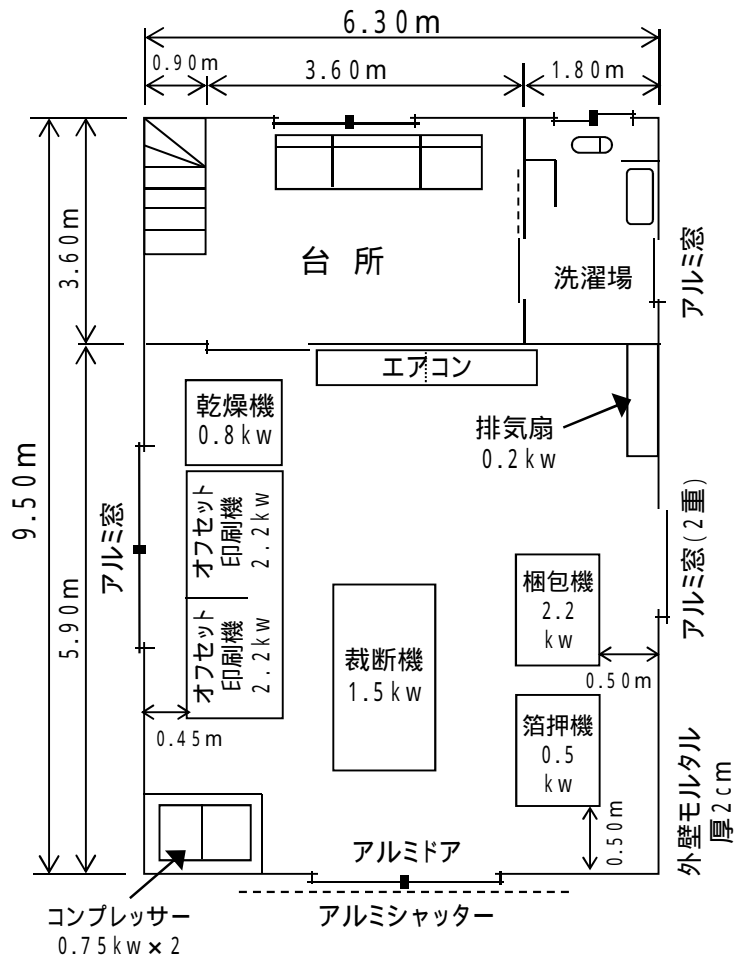 6.30m
0.90m
3.60m
1.80m
3.60m
台所
洗濯場
アルミ窓
エアコン
乾燥機
0.8kw
排気扇
0.2kw
9.50m
5.90m
アルミ窓
オフセット
印刷機
2.2kw
オフセット
印刷機
2.2kw
裁断機
1.5kw
梱包機
2.2
kw
アルミ窓(2重)
0.50m
0.45m
箔押機
0.5
kw
0.50m
外壁モルタル
厚2cm
アルミドア
アルミシャッター
コンプレッサー
0.75kw×2